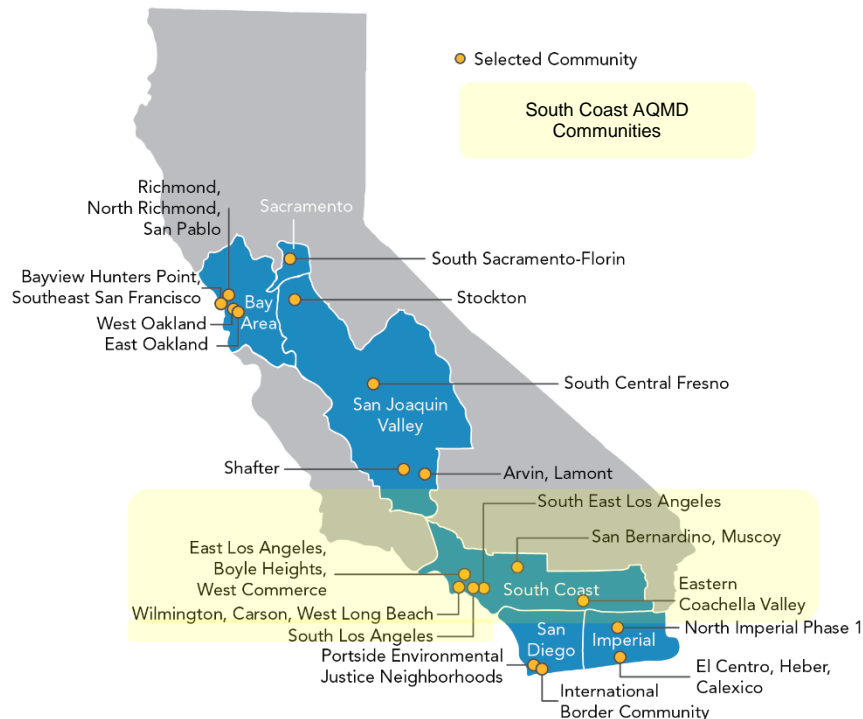 Selected Community
South Coast AQMD
Communities
Richmond,
North Richmond,
San Pablo
Sacramento
South Sacramento-Florin
Bayview Hunters Point,
Southeast San Francisco
Bay
Area
Stockton
West Oakland
East Oakland
South Central Fresno
San Joaquin
Valley
Shafter
Arvin, Lamont
South East Los Angeles
San Bernardino, Muscoy
East Los Angeles,
Boyle Heights,
West Commerce
South Coast
Eastern
Coachella Valley
Wilmington, Carson, West Long Beach
South Los Angeles
San
Diego
Imperial
North Imperial Phase 1
Portside Environmental
Justice Neighborhoods
El Centro, Heber,
Calexico
International
Border Community